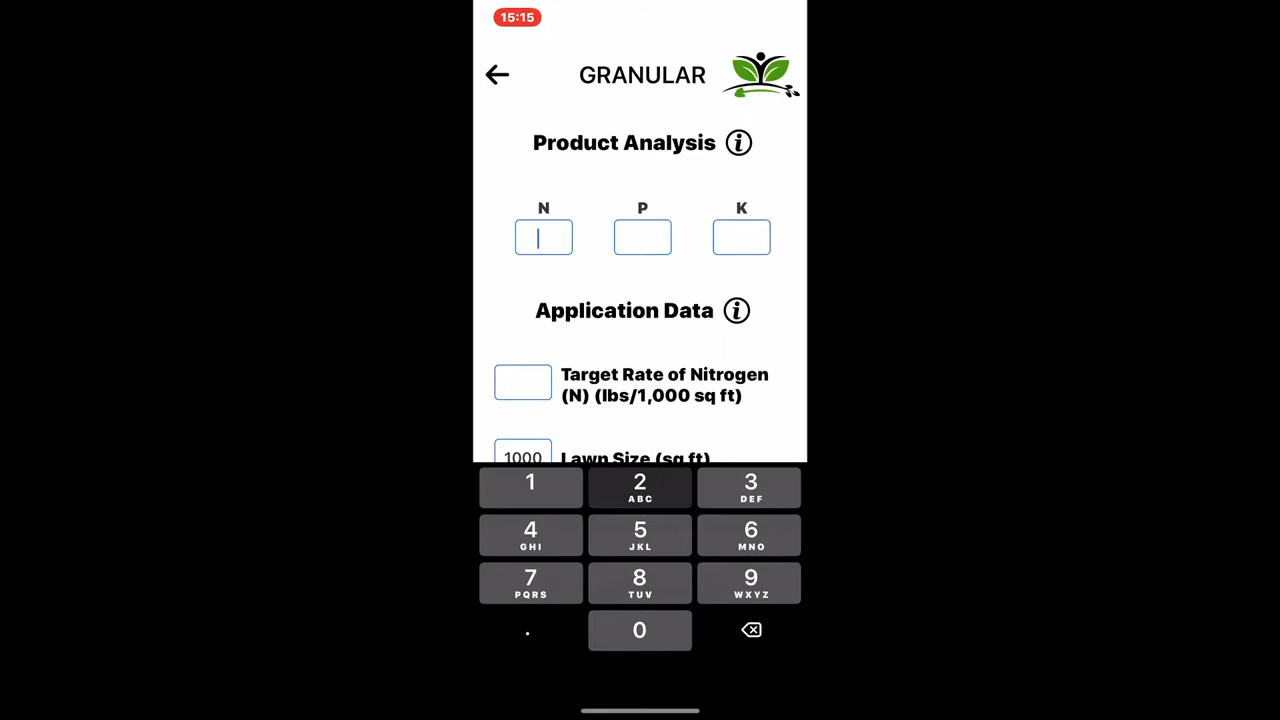 15:15
GRANULAR
Product Analysis i
N P K
Application Data i
Target Rate of Nitrogen
(N) (lbs/1,000 sq ft)
1000 Lawn Size (sq ft)
1 2 3
ABC DEF
4 5 6
GHI JKL MNO
7 8 9
PQRS TUV WXYZ
. 0